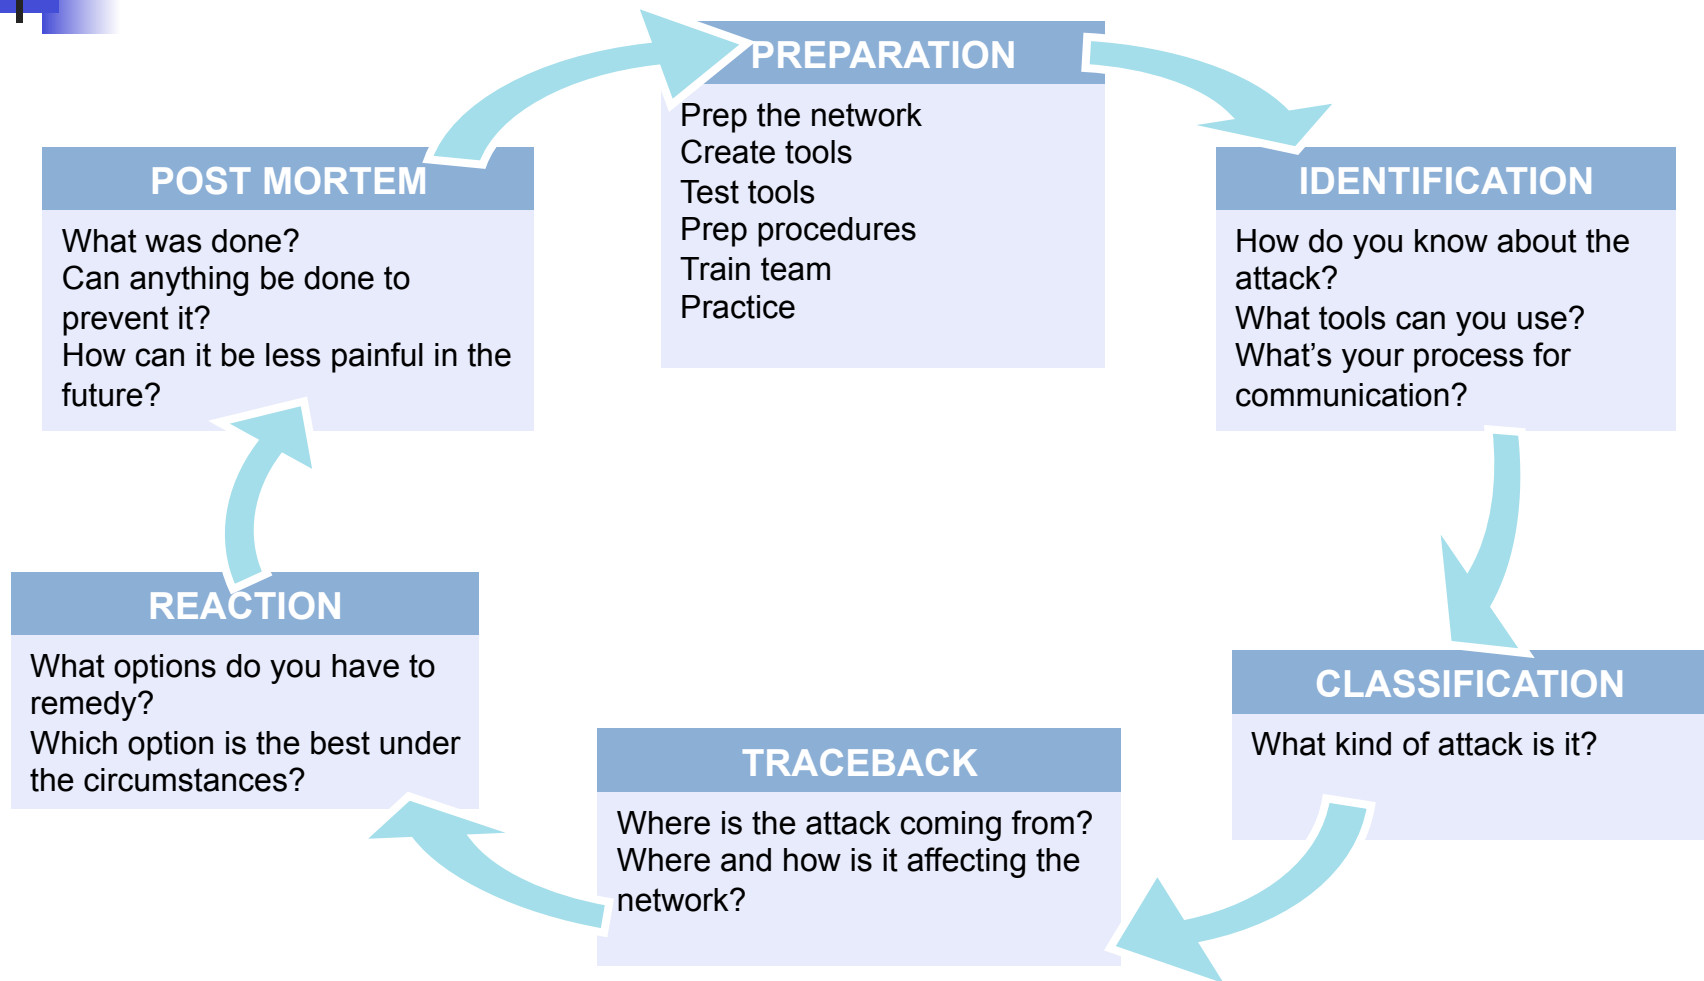 PREPARATION
Prep the network
Create tools
Test tools
Prep procedures
Train team
Practice
IDENTIFICATION
How do you know about the
attack?
What tools can you use?
What’s your process for
communication?
CLASSIFICATION
What kind of attack is it?
TRACEBACK
Where is the attack coming from?
Where and how is it affecting the
network?
REACTION
What options do you have to
remedy?
Which option is the best under
the circumstances?
POST MORTEM
What was done?
Can anything be done to
prevent it?
How can it be less painful in the
future?